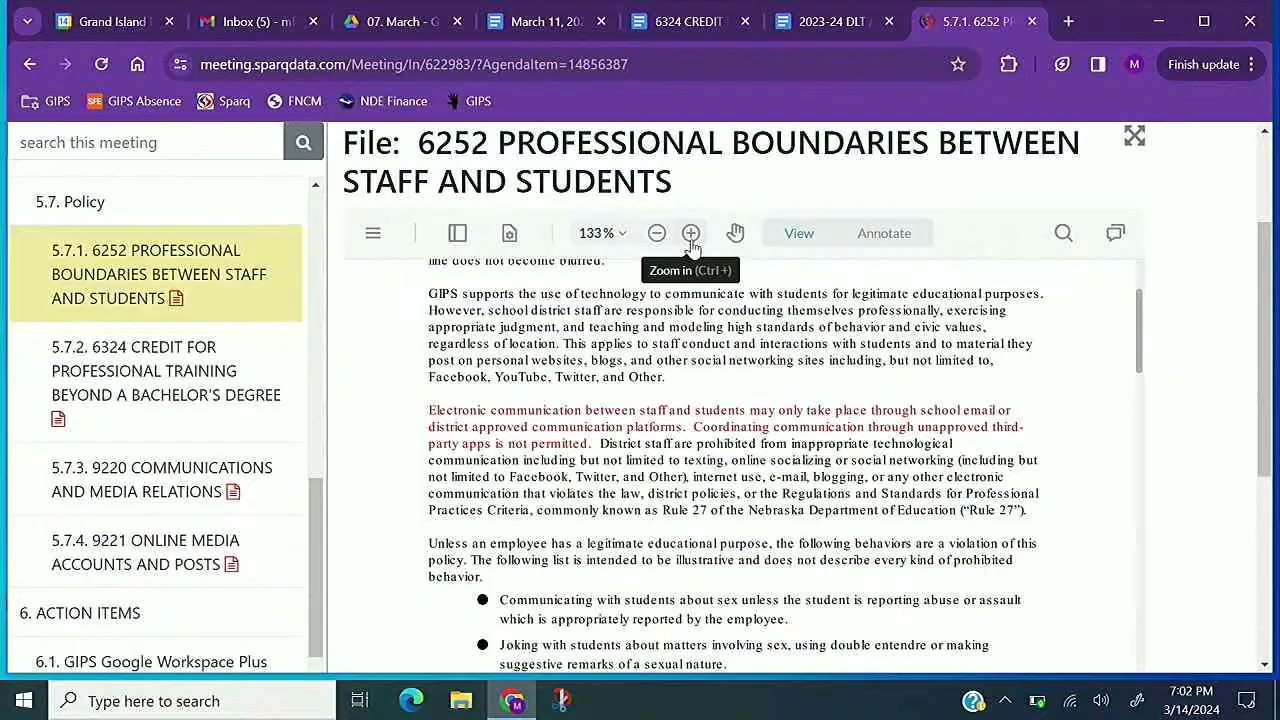 Grand Island
Inbox (5) - m
07. March - G
March 11, 202
6324 CREDIT
2023-24 DLT /
5.7.1. 6252 P
meeting.sparqdata.com/Meeting/In/622983/?AgendaItem=14856387
M
Finish update
GIPS
SFE GIPS Absence
Sparq
FNCM
NDE Finance
GIPS
search this meeting
5.7. Policy
5.7.1. 6252 PROFESSIONAL
BOUNDARIES BETWEEN STAFF
AND STUDENTS
5.7.2. 6324 CREDIT FOR
PROFESSIONAL TRAINING
BEYOND A BACHELOR'S DEGREE
5.7.3. 9220 COMMUNICATIONS
AND MEDIA RELATIONS
5.7.4. 9221 ONLINE MEDIA
ACCOUNTS AND POSTS
6. ACTION ITEMS
6.1. GIPS Google Workspace Plus
File: 6252 PROFESSIONAL BOUNDARIES BETWEEN
STAFF AND STUDENTS
133%
View
Annotate
Zoom in (Ctrl +)
line does not become blurred.
GIPS supports the use of technology to communicate with students for legitimate educational purposes.
However, school district staff are responsible for conducting themselves professionally, exercising
appropriate judgment, and teaching and modeling high standards of behavior and civic values,
regardless of location. This applies to staff conduct and interactions with students and to material they
post on personal websites, blogs, and other social networking sites including, but not limited to,
Facebook, YouTube, Twitter, and Other.
Electronic communication between staff and students may only take place through school email or
district approved communication platforms. Coordinating communication through unapproved third-
party apps is not permitted. District staff are prohibited from inappropriate technological
communication including but not limited to texting, online socializing or social networking (including but
not limited to Facebook, Twitter, and Other), internet use, e-mail, blogging, or any other electronic
communication that violates the law, district policies, or the Regulations and Standards for Professional
Practices Criteria, commonly known as Rule 27 of the Nebraska Department of Education (“Rule 27”).
Unless an employee has a legitimate educational purpose, the following behaviors are a violation of this
policy. The following list is intended to be illustrative and does not describe every kind of prohibited
behavior.
● Communicating with students about sex unless the student is reporting abuse or assault
which is appropriately reported by the employee.
● Joking with students about matters involving sex, using double entendre or making
suggestive remarks of a sexual nature.
Type here to search
M
7:02 PM
3/14/2024